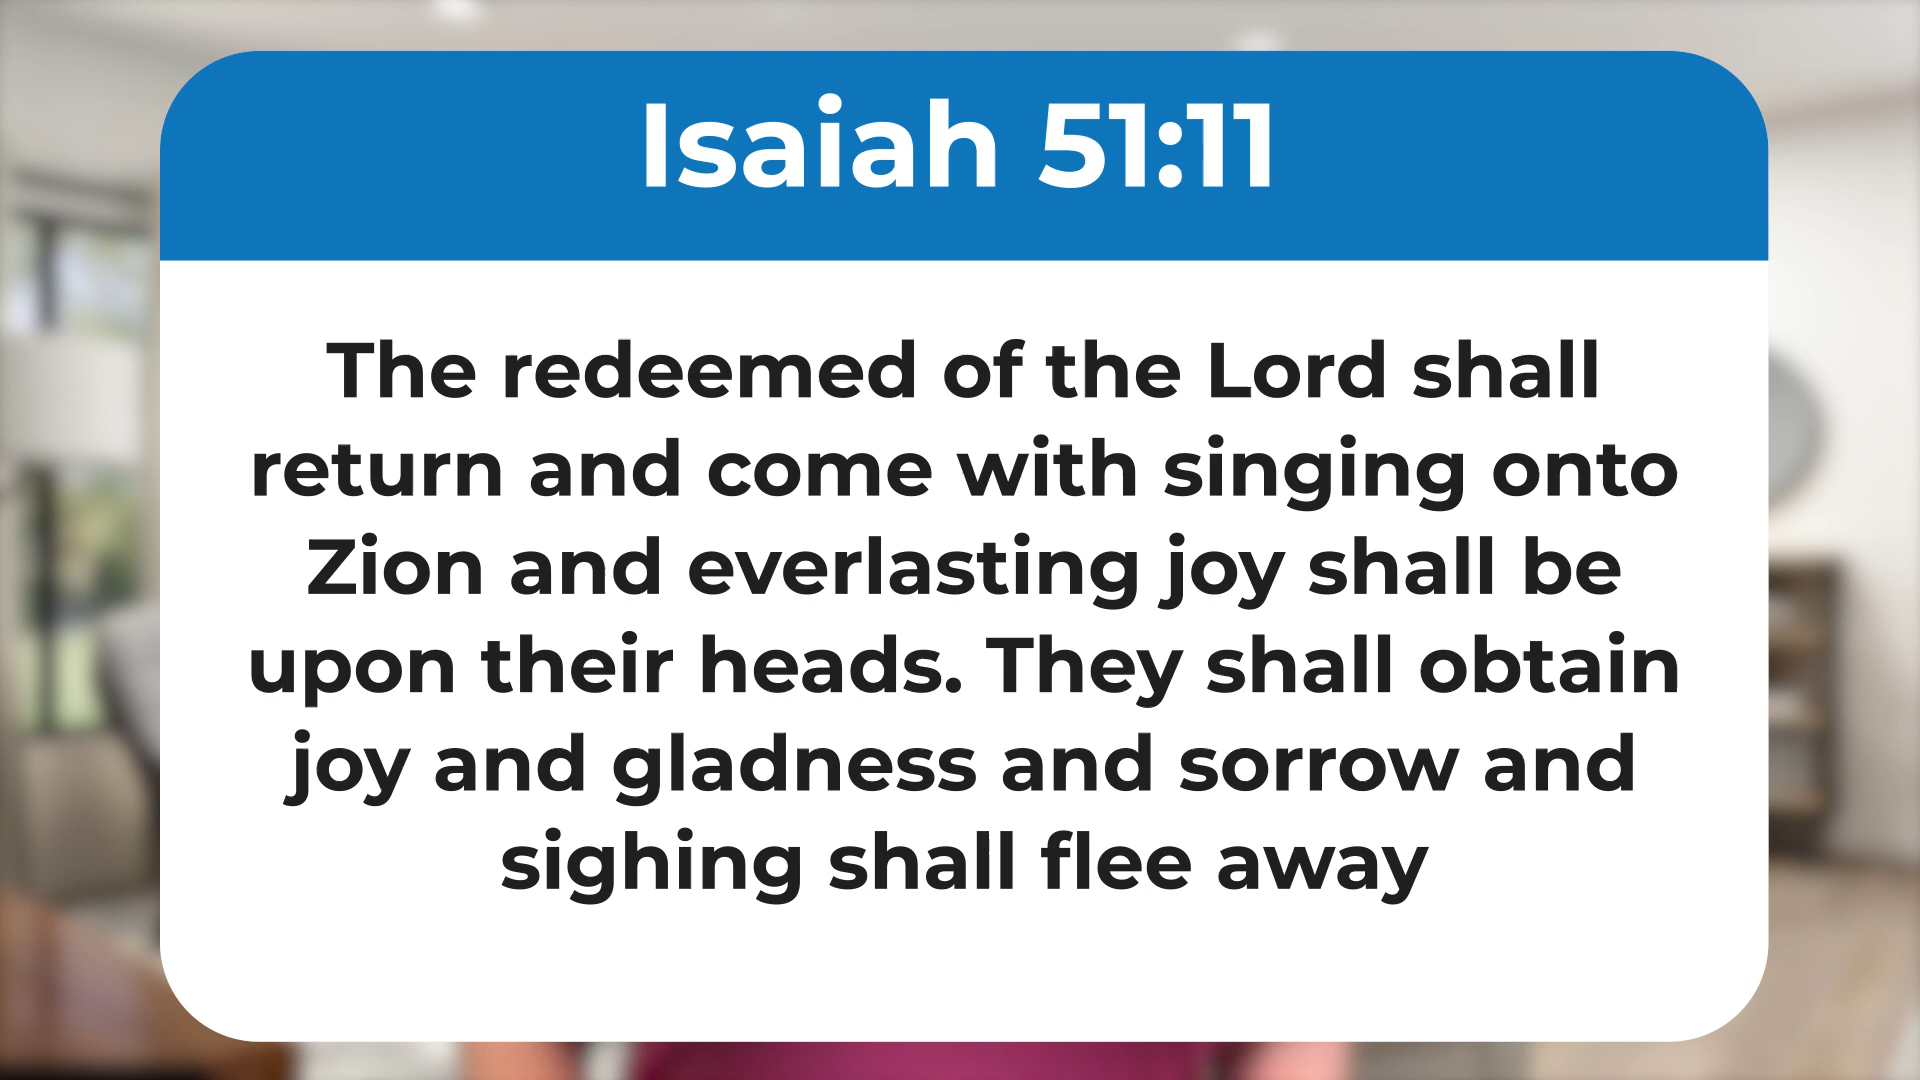 Isaiah 51:11
The redeemed of the Lord shall
return and come with singing onto
Zion and everlasting joy shall be
upon their heads. They shall obtain
joy and gladness and sorrow and
sighing shall flee away